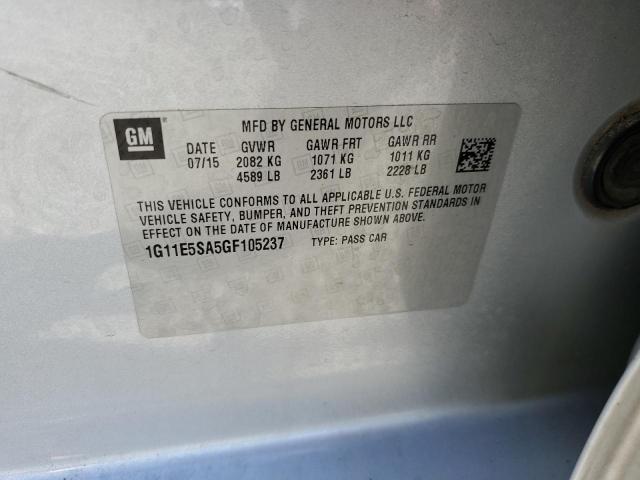 GM ®
MFD BY GENERAL MOTORS LLC
DATE GVWR GAWR FRT GAWR RR
07/15 2082 KG 1071 KG 1011 KG
4589 LB 2361 LB 2228 LB
THIS VEHICLE CONFORMS TO ALL APPLICABLE U.S. FEDERAL MOTOR
VEHICLE SAFETY, BUMPER, AND THEFT PREVENTION STANDARDS IN
EFFECT ON THE DATE OF MANUFACTURE SHOWN ABOVE.
1G11E5SA5GF105237 TYPE: PASS CAR